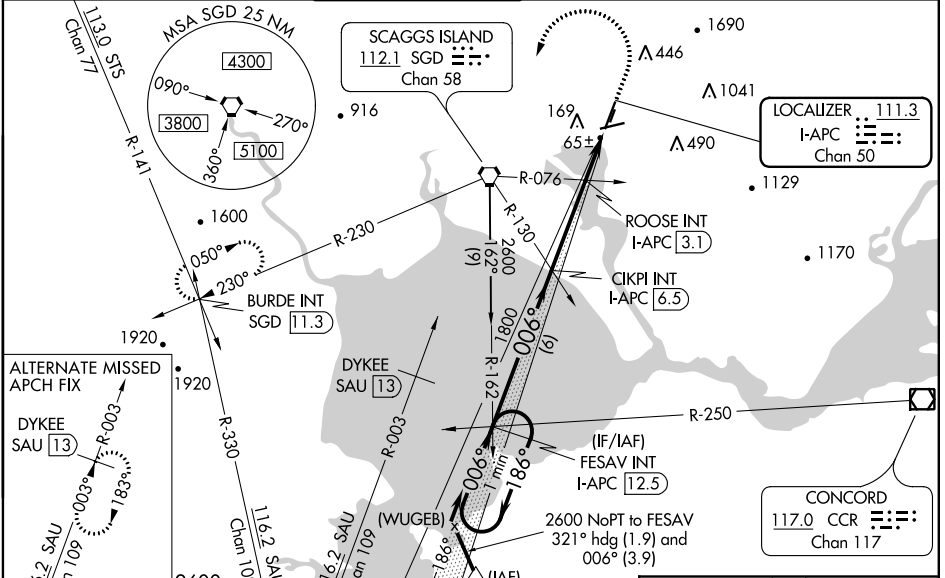 113.0 STS
Chan 77
R-141
MSA SGD 25 NM
4300
090°
3800
270°
360°
5100
916
SCAGGS ISLAND
112.1 SGD
Chan 58
1690
446
1041
169
65±
490
LOCALIZER 111.3
I-APC
Chan 50
1129
R-076
R-130
ROOSE INT
I-APC 3.1
1170
CIKPI INT
I-APC 6.5
1600
R-230
050°
230°
BURDE INT
SGD 11.3
2600
162°
(9)
R-162
1800
006°
(6)
1920
1920
ALTERNATE MISSED
APCH FIX
DYKEE
SAU 13
R-003
003°
183°
R-330
116.2 SAU
DYKEE
SAU 13
R-003
R-250
(IF/IAF)
FESAV INT
I-APC 12.5
006°
1 min
186°
(WUGEB)
186°
2600 NoPT to FESAV
321° hdg (1.9) and
006° (3.9)
(IAF)
CONCORD
117.0 CCR
Chan 117